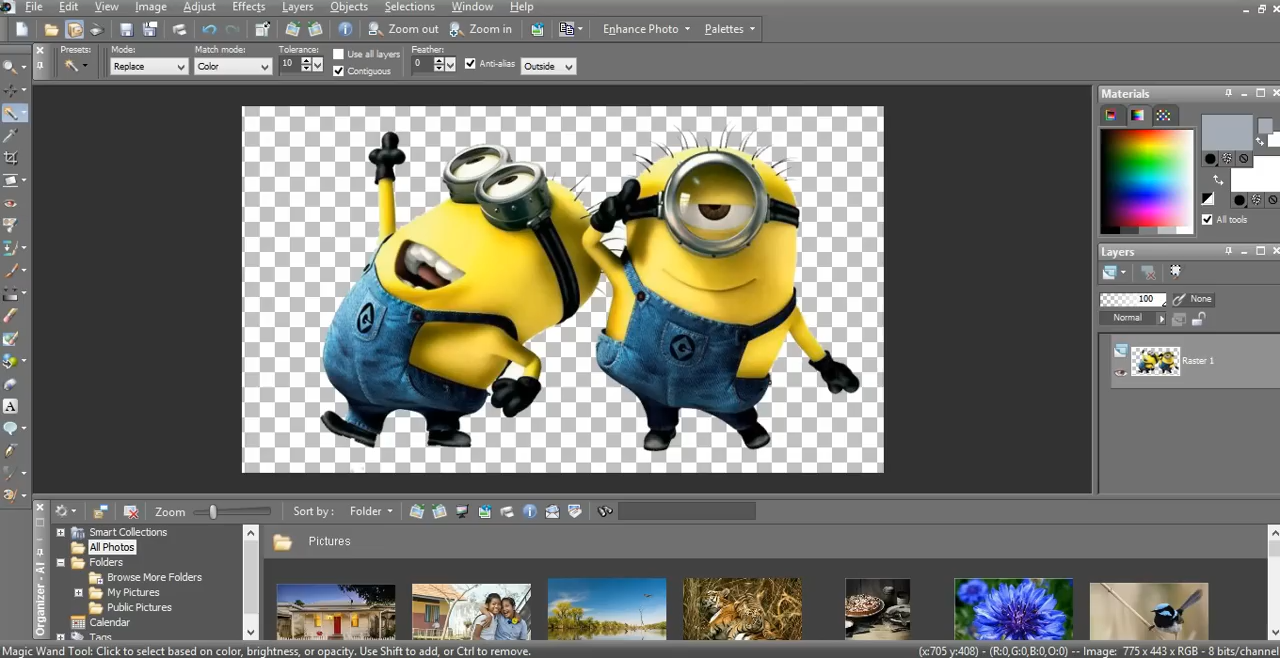 File Edit View Image Adjust Effects Layers Objects Selections Window Help
Zoom out Zoom in Enhance Photo Palettes
Presets: Mode: Match mode: Tolerance: Use all layers Feather:
Replace Color 10 Contiguous 0 Anti-alias Outside
Materials
All tools
Layers
100 None
Normal
Raster 1
A
Zoom Sort by : Folder
Smart Collections
All Photos
Folders
Browse More Folders
My Pictures
Public Pictures
Calendar
Tags
Pictures
Organizer - All
Magic Wand Tool: Click to select based on color, brightness, or opacity. Use Shift to add, or Ctrl to remove.
(x:705 y:408) - (R:0,G:0,B:0,O:0) -- Image: 775 x 443 x RGB - 8 bits/channel